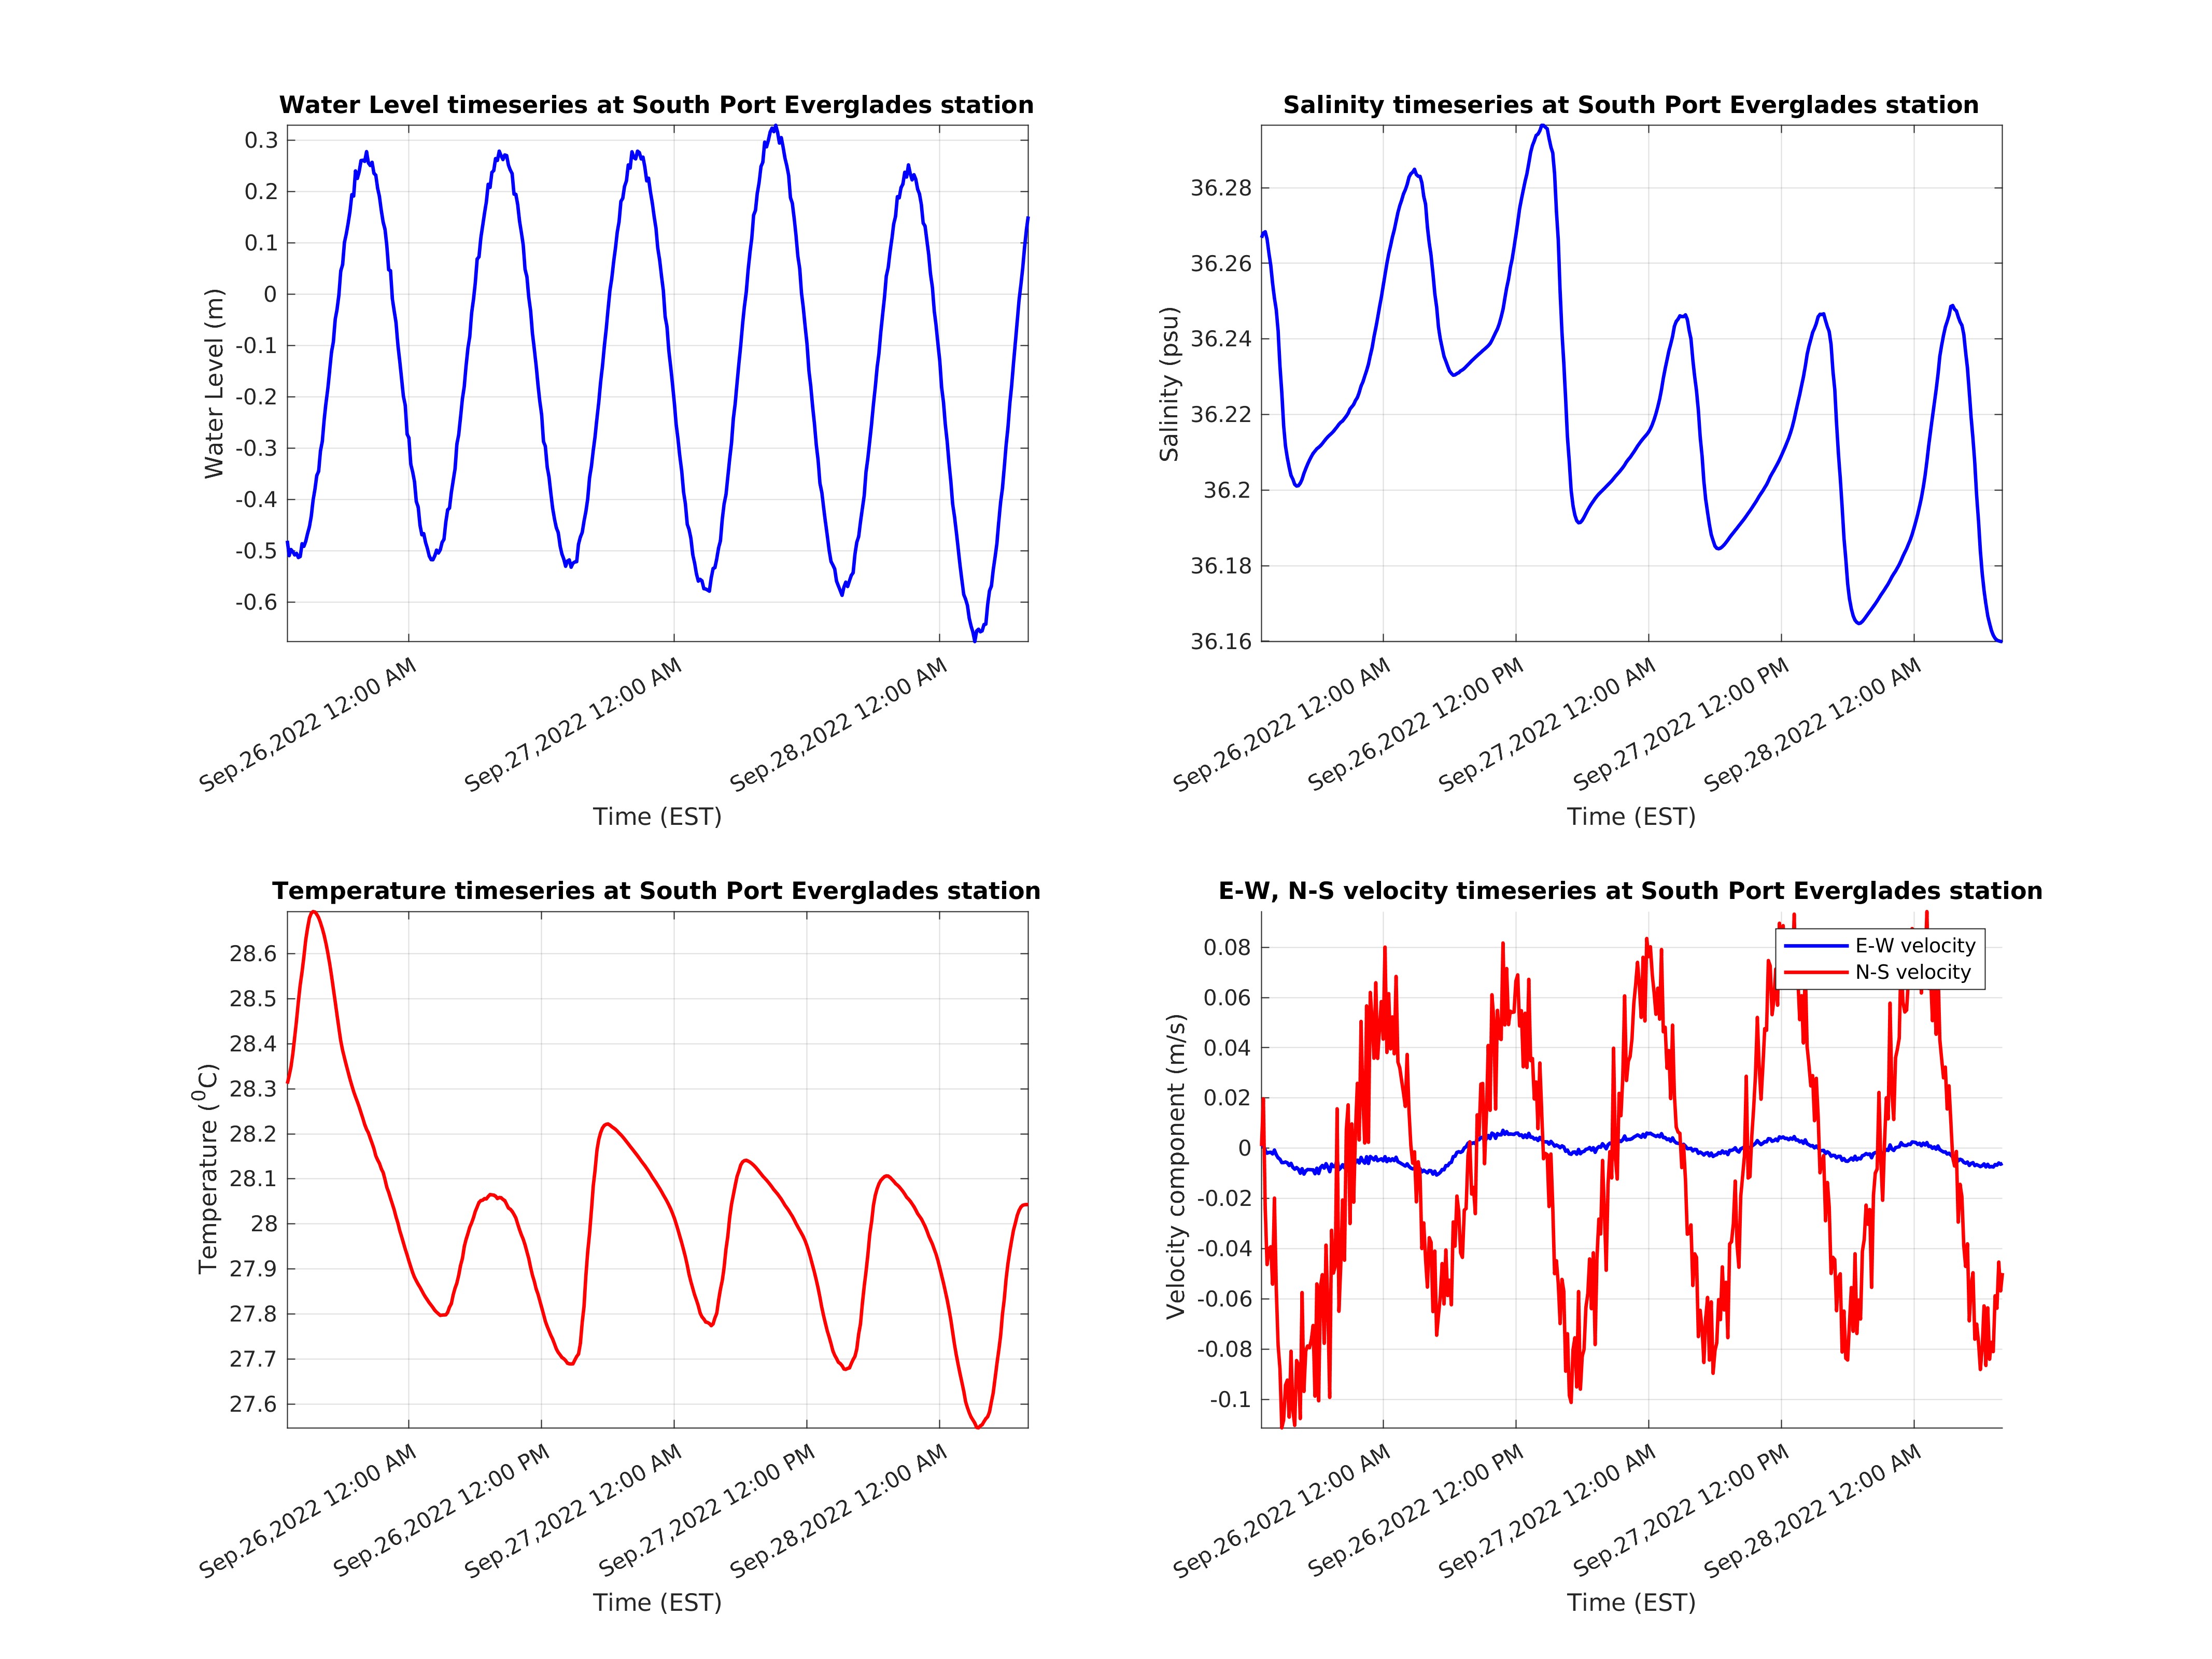 Water Level timeseries at South Port Everglades station
0.3
0.2
0.1
0
-0.1
-0.2
-0.3
-0.4
-0.5
-0.6
Water Level (m)
Sep.26,2022 12:00 AM
Sep.27,2022 12:00 AM
Sep.28,2022 12:00 AM
Time (EST)
Salinity timeseries at South Port Everglades station
36.28
36.26
36.24
36.22
36.2
36.18
36.16
Salinity (psu)
Sep.26,2022 12:00 AM
Sep.26,2022 12:00 PM
Sep.27,2022 12:00 AM
Sep.27,2022 12:00 PM
Sep.28,2022 12:00 AM
Time (EST)
Temperature timeseries at South Port Everglades station
28.6
28.5
28.4
28.3
28.2
28.1
28
27.9
27.8
27.7
27.6
Temperature (⁰C)
Sep.26,2022 12:00 AM
Sep.26,2022 12:00 PM
Sep.27,2022 12:00 AM
Sep.27,2022 12:00 PM
Sep.28,2022 12:00 AM
Time (EST)
E-W, N-S velocity timeseries at South Port Everglades station
E-W velocity
N-S velocity
0.08
0.06
0.04
0.02
0
-0.02
-0.04
-0.06
-0.08
-0.1
Velocity component (m/s)
Sep.26,2022 12:00 AM
Sep.26,2022 12:00 PM
Sep.27,2022 12:00 AM
Sep.27,2022 12:00 PM
Sep.28,2022 12:00 AM
Time (EST)